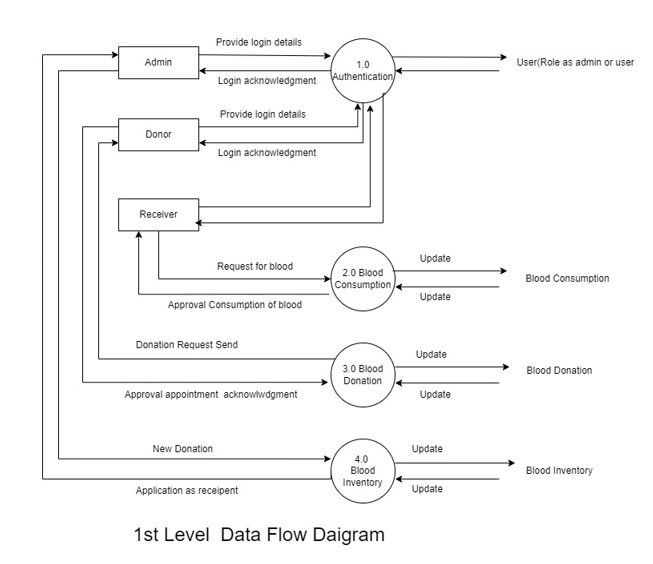 Provide login details
Admin
1.0
Authentication
User(Role as admin or user
Login acknowledgment
Provide login details
Donor
Login acknowledgment
Receiver
Request for blood
2.0 Blood
Consumption
Update
Blood Consumption
Update
Approval Consumption of blood
Donation Request Send
3.0 Blood
Donation
Update
Blood Donation
Update
Approval appointment acknowlwdgment
New Donation
4.0
Blood
Inventory
Update
Blood Inventory
Update
Application as receipent
1st Level Data Flow Daigram